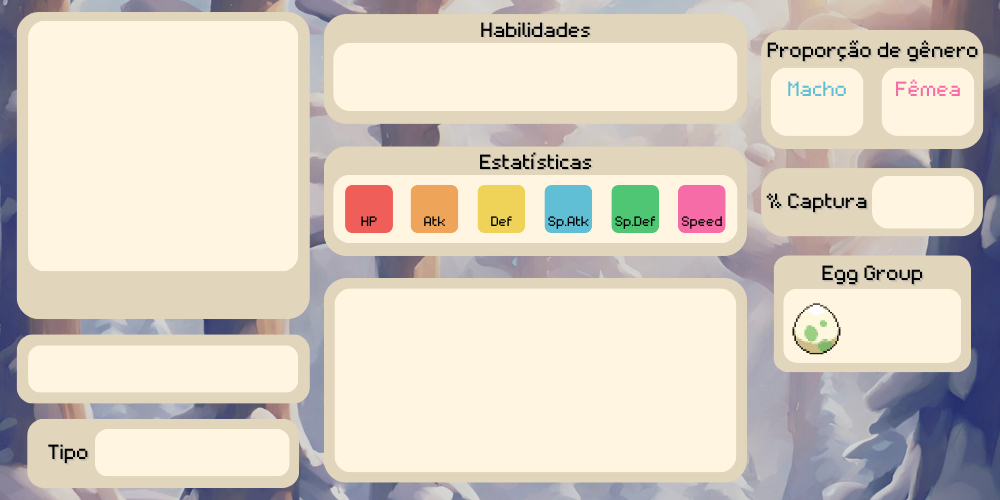 Habilidades
Proporção de gênero
Macho
Fêmea
Estatísticas
HP
Atk
Def
Sp.Atk
Sp.Def
Speed
% Captura
Egg Group
Tipo